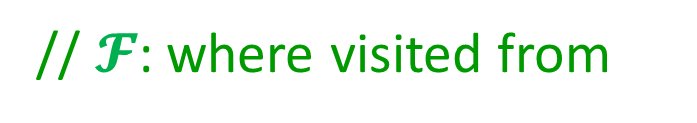 // ℱ: where visited from